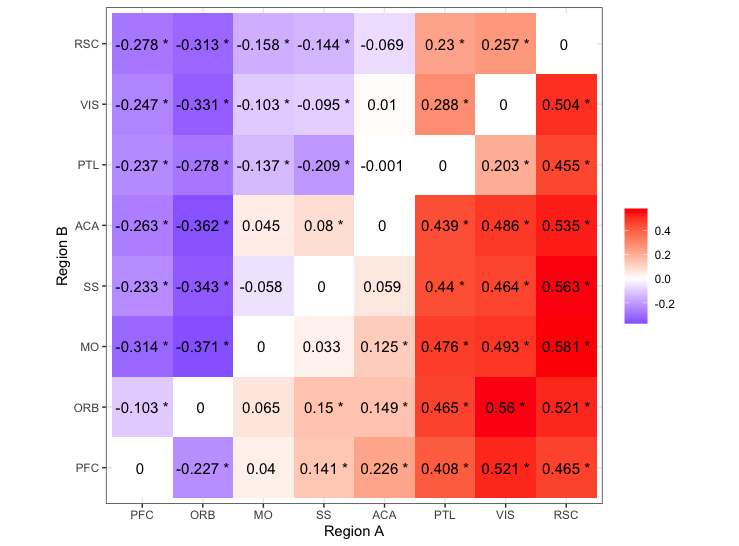 RSC -0.278 * -0.313 * -0.158 * -0.144 * -0.069 0.23 * 0.257 * 0
VIS -0.247 * -0.331 * -0.103 * -0.095 * 0.01 0.288 * 0 0.504 *
PTL -0.237 * -0.278 * -0.137 * -0.209 * -0.001 0 0.203 * 0.455 *
ACA -0.263 * -0.362 * 0.045 0.08 * 0 0.439 * 0.486 * 0.535 *
SS -0.233 * -0.343 * -0.058 0 0.059 0.44 * 0.464 * 0.563 *
MO -0.314 * -0.371 * 0 0.033 0.125 * 0.476 * 0.493 * 0.581 *
ORB -0.103 * 0 0.065 0.15 * 0.149 * 0.465 * 0.56 * 0.521 *
PFC 0 -0.227 * 0.04 0.141 * 0.226 * 0.408 * 0.521 * 0.465 *
PFC ORB MO SS ACA PTL VIS RSC
Region A
Region B
0.4
0.2
0.0
-0.2